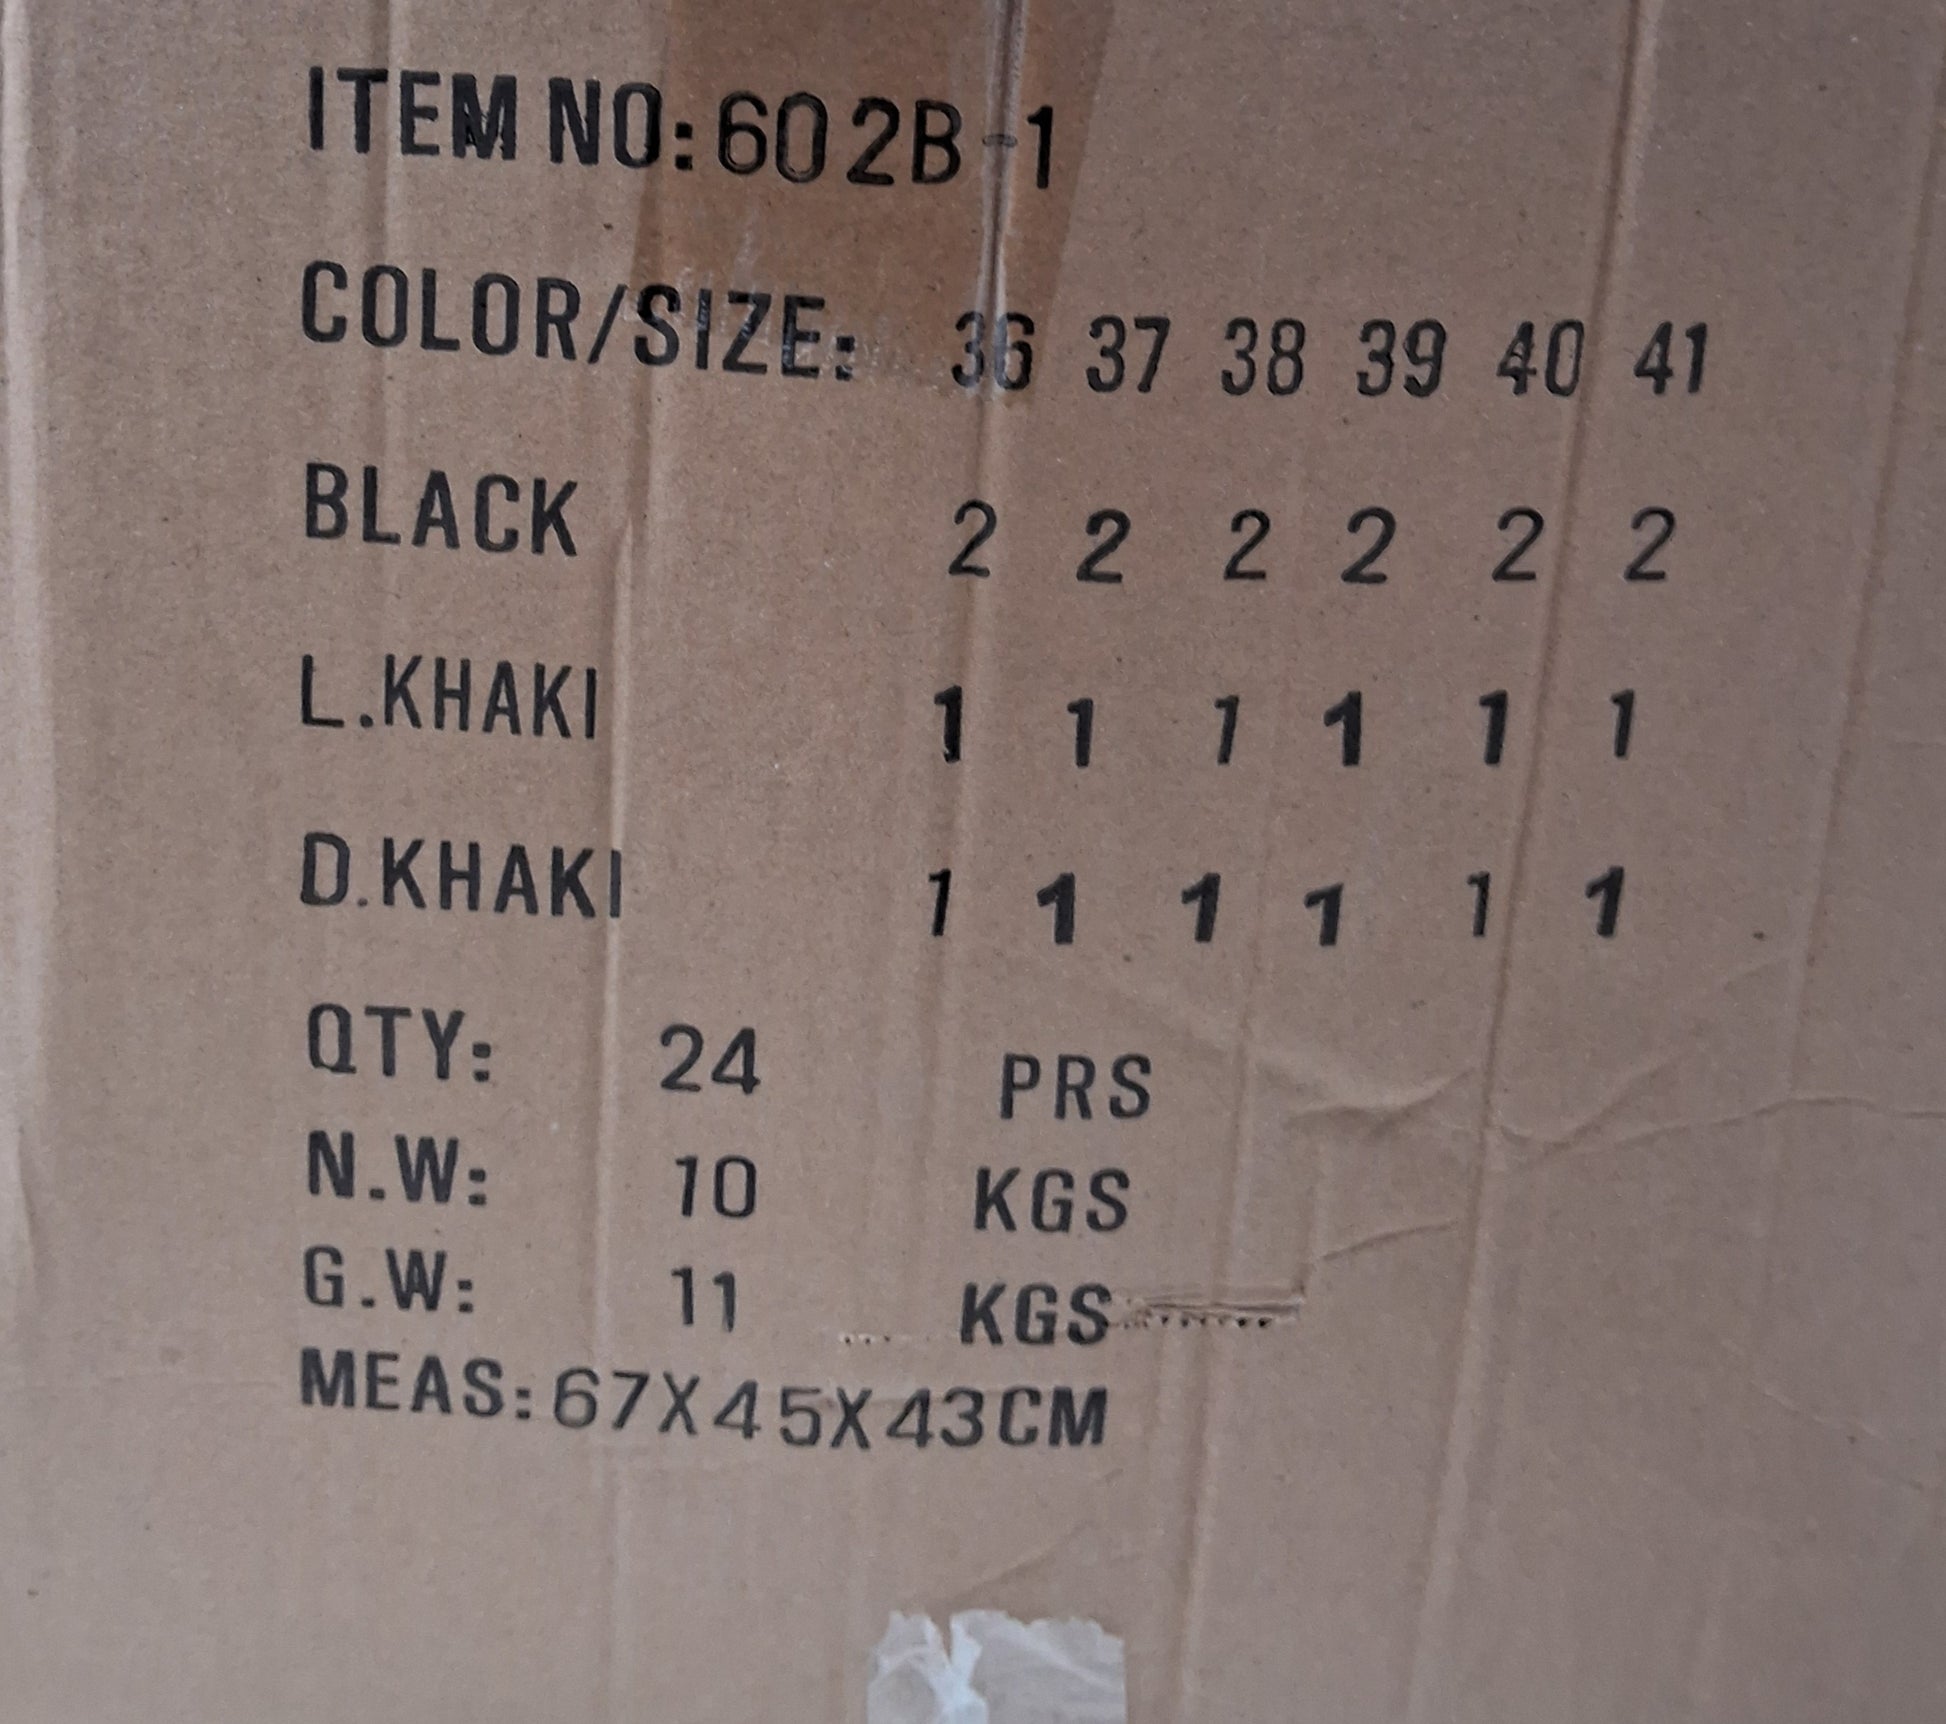 ITEM NO: 602B-1
COLOR/SIZE: 36 37 38 39 40 41
BLACK 2 2 2 2 2 2
L.KHAKI 1 1 1 1 1 1
D.KHAKI 1 1 1 1 1 1
QTY: 24 PRS
N.W: 10 KGS
G.W: 11 KGS
MEAS: 67X45X43CM